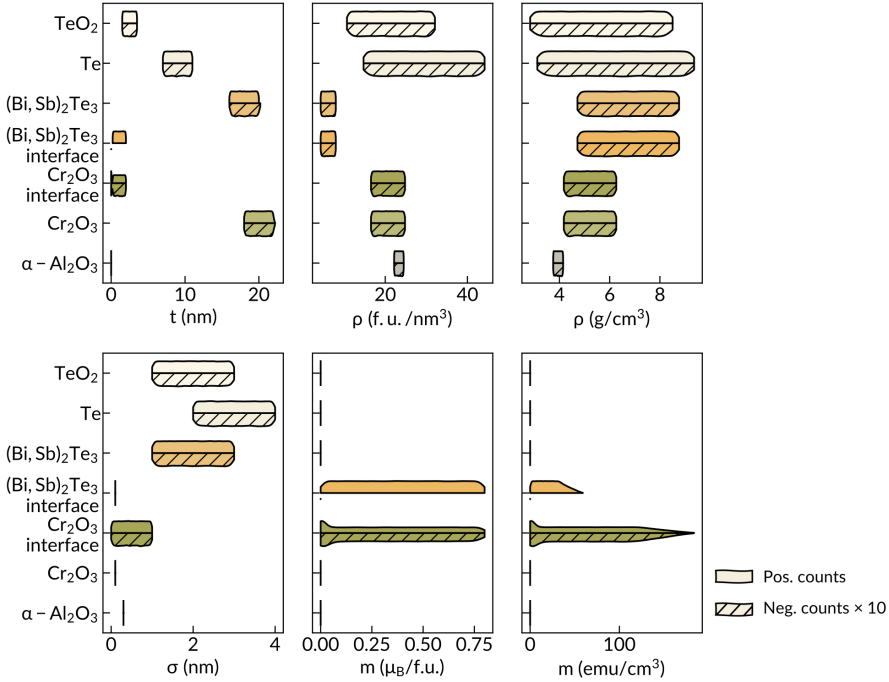 TeO₂
Te
(Bi, Sb)₂Te₃
(Bi, Sb)₂Te₃
interface
Cr₂O₃
interface
Cr₂O₃
α − Al₂O₃
0 10 20
t (nm)
20 40
ρ (f. u. /nm³)
4 6 8
ρ (g/cm³)
TeO₂
Te
(Bi, Sb)₂Te₃
(Bi, Sb)₂Te₃
interface
Cr₂O₃
interface
Cr₂O₃
α − Al₂O₃
0 2 4
σ (nm)
0.00 0.25 0.50 0.75
m (μ_B/f.u.)
0 100
m (emu/cm³)
Pos. counts
Neg. counts × 10